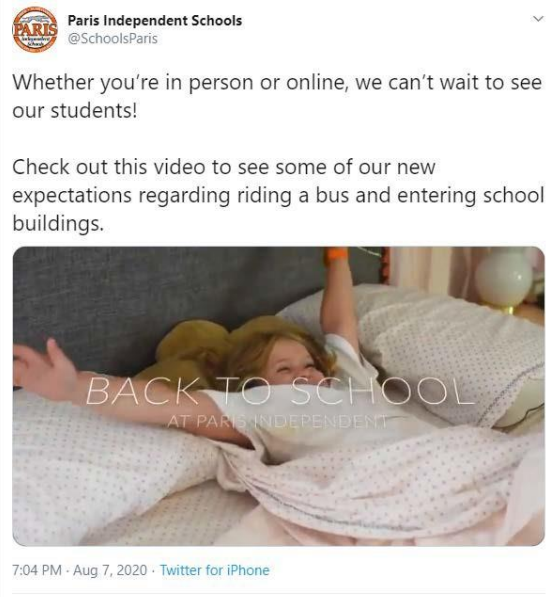 PARIS
Paris Independent Schools
@SchoolsParis
Whether you're in person or online, we can't wait to see
our students!
Check out this video to see some of our new
expectations regarding riding a bus and entering school
buildings.
BACK TO SCHOOL
AT PARIS INDEPENDENT
7:04 PM · Aug 7, 2020 · Twitter for iPhone